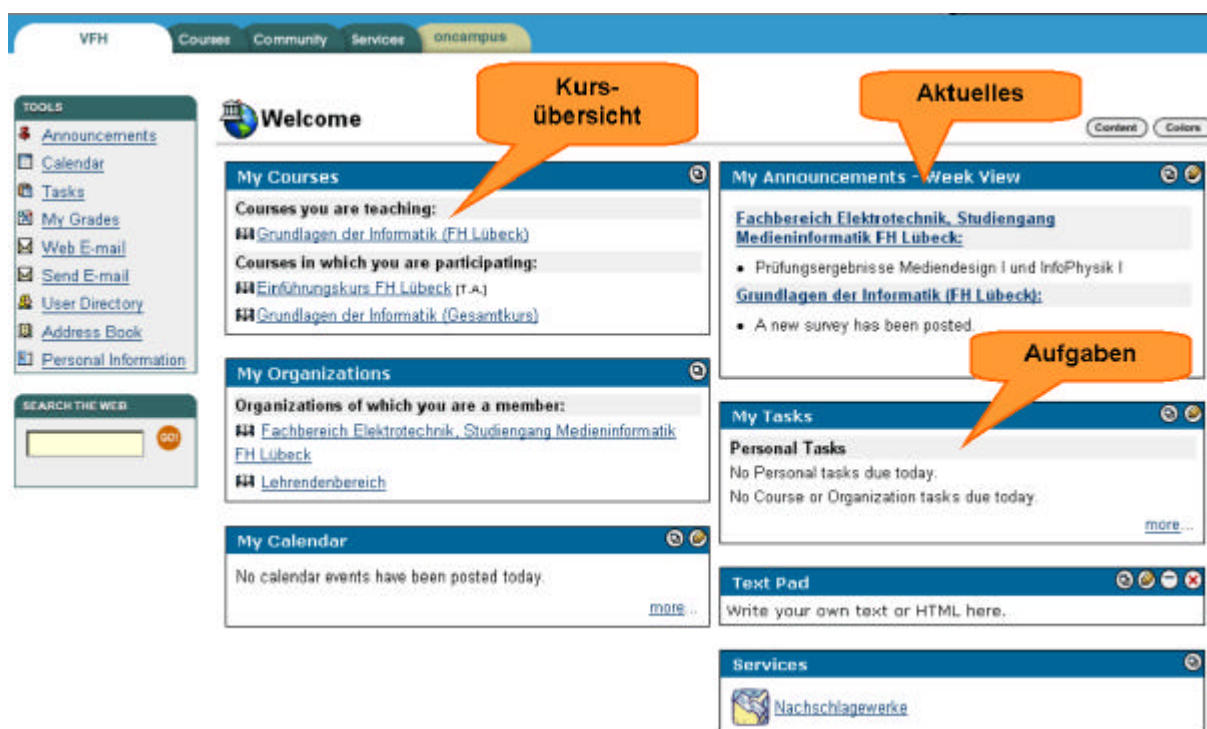 VFH
Courses
Community
Services
oncampus
TOOLS
Announcements
Calendar
Tasks
My Grades
Web E-mail
Send E-mail
User Directory
Address Book
Personal Information
SEARCH THE WEB
GO!
Welcome
Kurs-
übersicht
Aktuelles
Content
Colors
My Courses
Courses you are teaching:
Grundlagen der Informatik (FH Lübeck)
Courses in which you are participating:
Einführungskurs FH Lübeck [T.A.]
Grundlagen der Informatik (Gesamtkurs)
My Organizations
Organizations of which you are a member:
Fachbereich Elektrotechnik, Studiengang Medieninformatik
FH Lübeck
Lehrendenbereich
My Calendar
No calendar events have been posted today.
more...
My Announcements - Week View
Fachbereich Elektrotechnik, Studiengang
Medieninformatik FH Lübeck:
• Prüfungsergebnisse Mediendesign I und InfoPhysik I
Grundlagen der Informatik (FH Lübeck):
• A new survey has been posted.
Aufgaben
My Tasks
Personal Tasks
No Personal tasks due today.
No Course or Organization tasks due today.
more...
Text Pad
Write your own text or HTML here.
Services
Nachschlagewerke